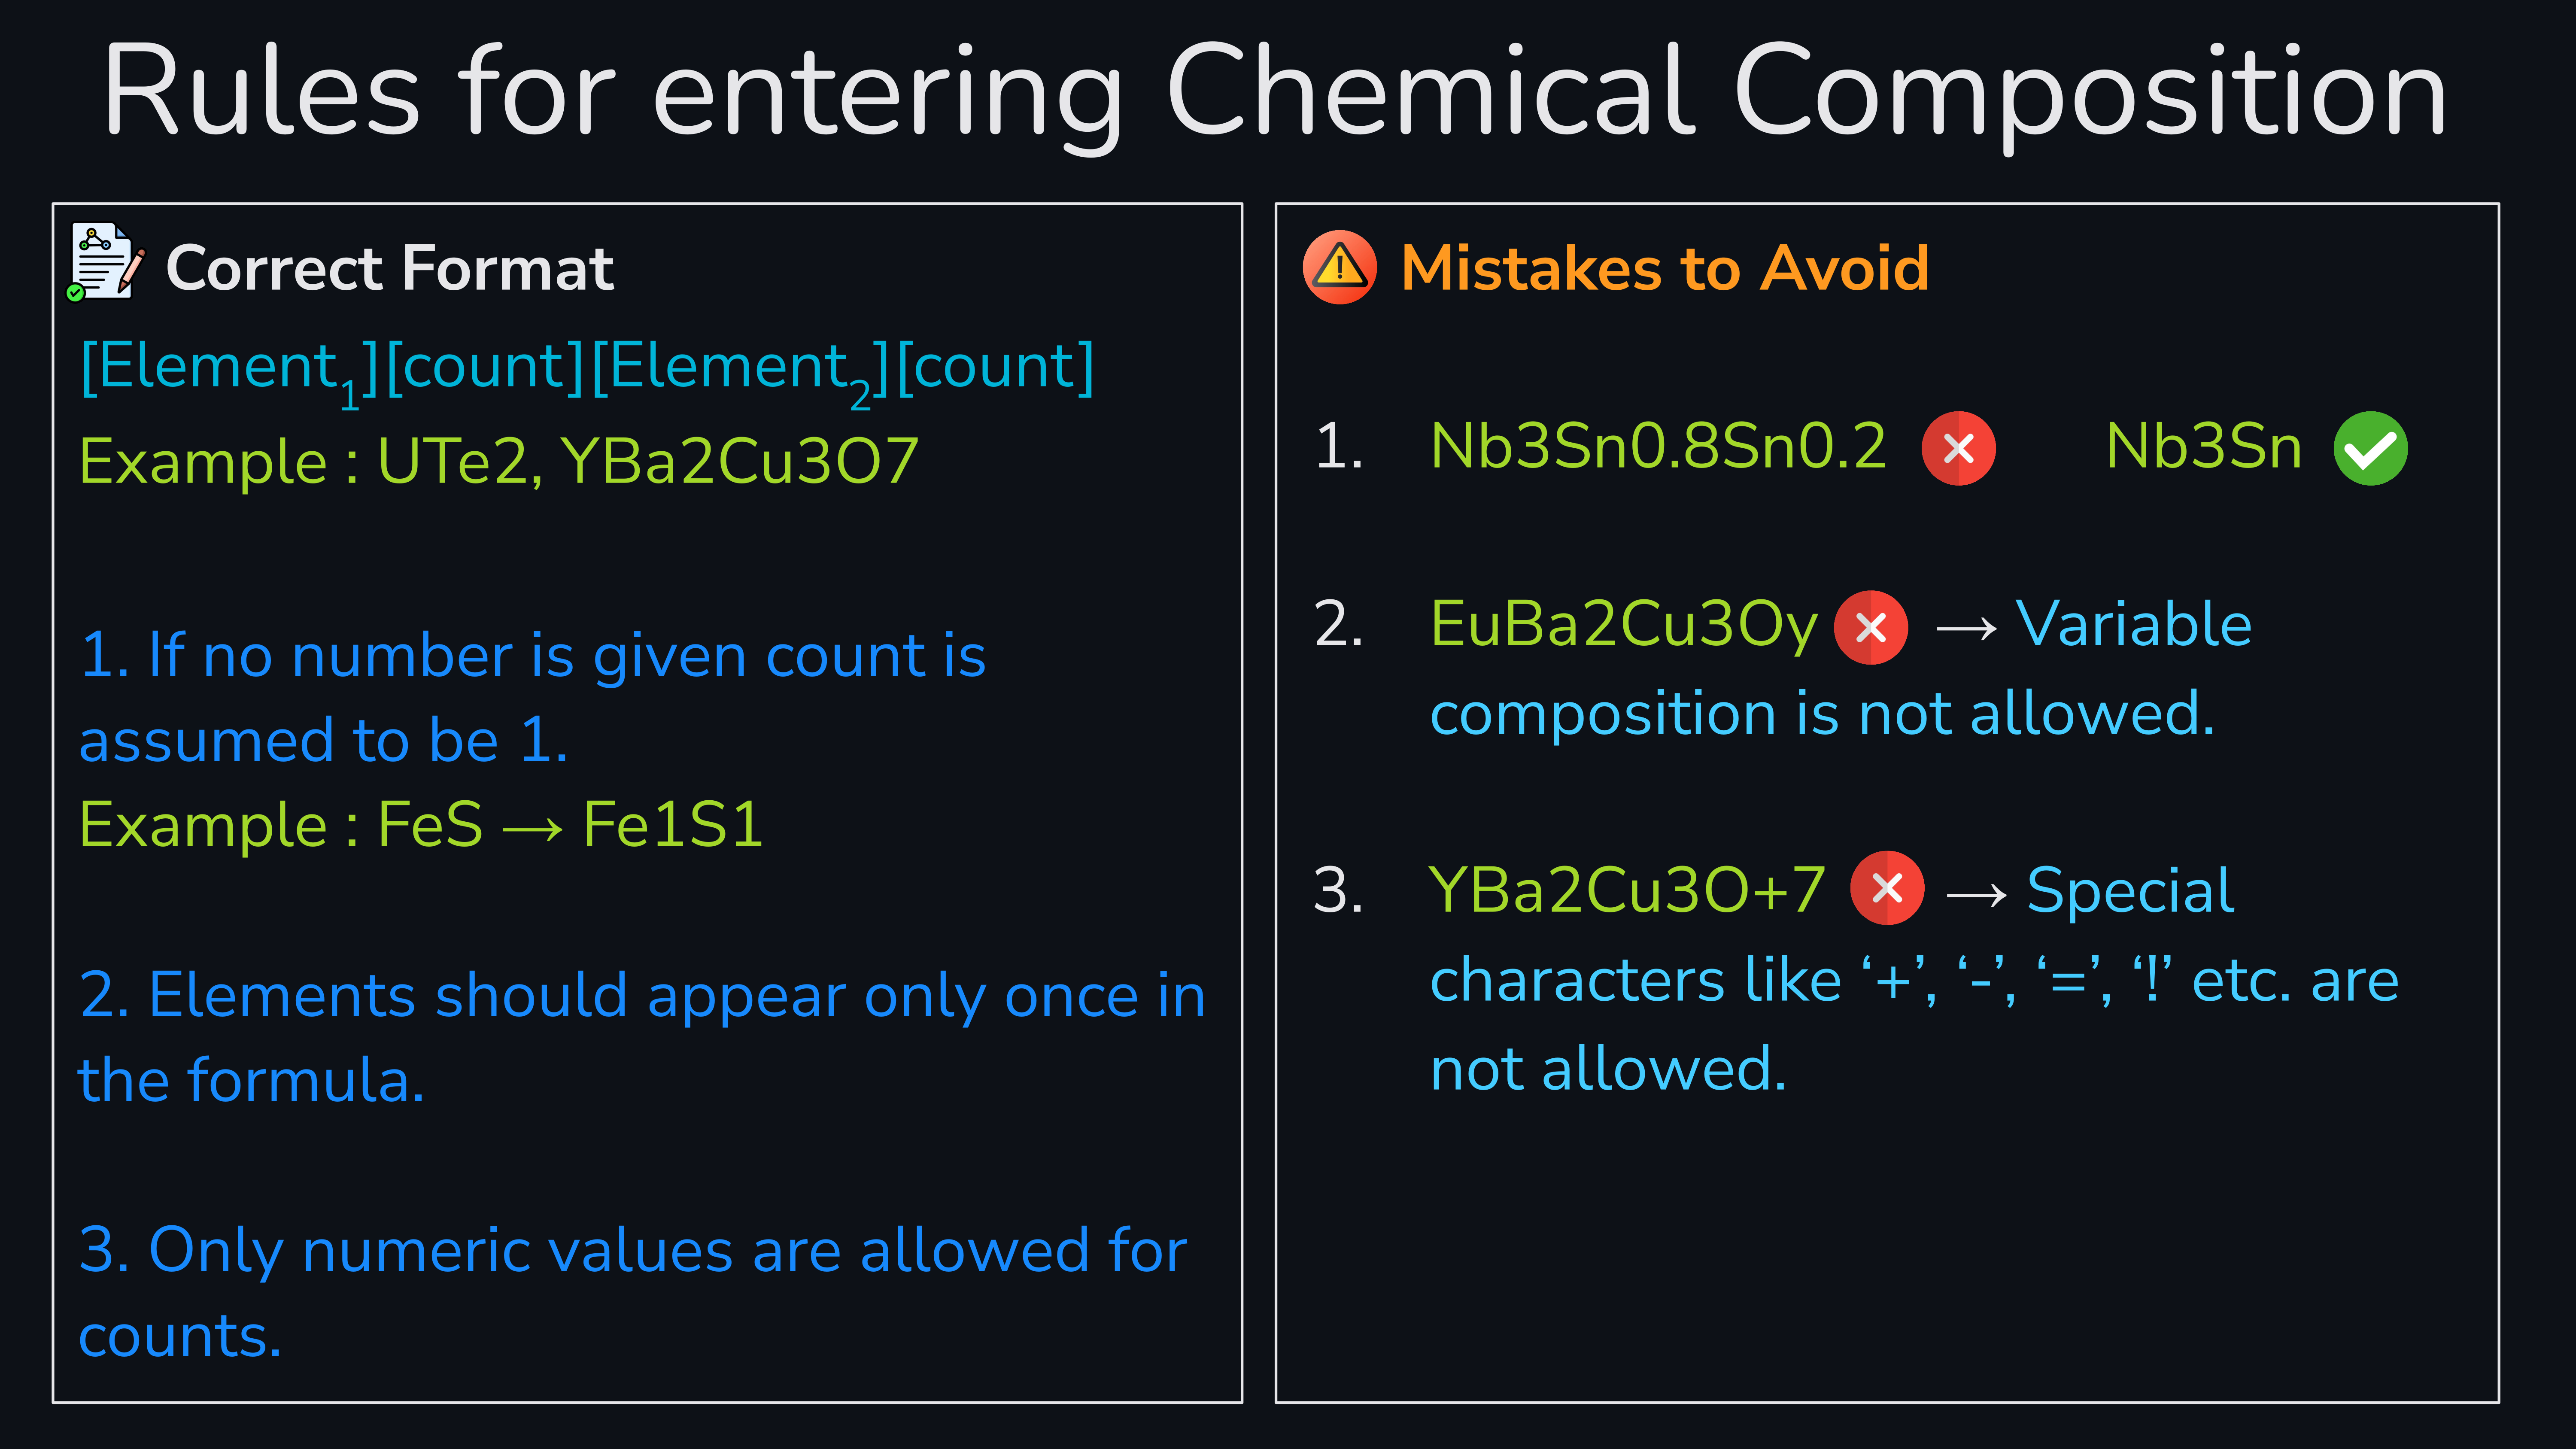 Rules for entering Chemical Composition
Correct Format
[Element₁][count][Element₂][count]
Example : UTe2, YBa2Cu3O7
1. If no number is given count is
assumed to be 1.
Example : FeS → Fe1S1
2. Elements should appear only once in
the formula.
3. Only numeric values are allowed for
counts.
Mistakes to Avoid
1. Nb3Sn0.8Sn0.2 Nb3Sn
2. EuBa2Cu3Oy → Variable
composition is not allowed.
3. YBa2Cu3O+7 → Special
characters like ‘+’, ‘-’, ‘=’, ‘!’ etc. are
not allowed.